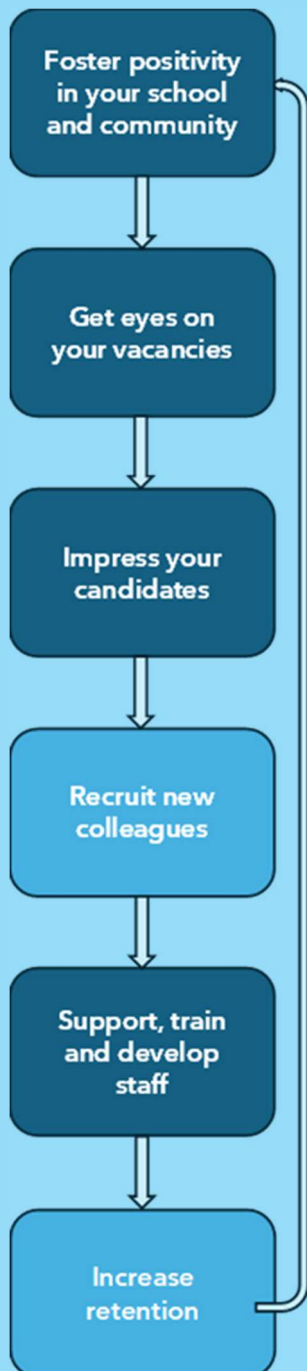 Foster positivity
in your school
and community
Get eyes on
your vacancies
Impress your
candidates
Recruit new
colleagues
Support, train
and develop
staff
Increase
retention